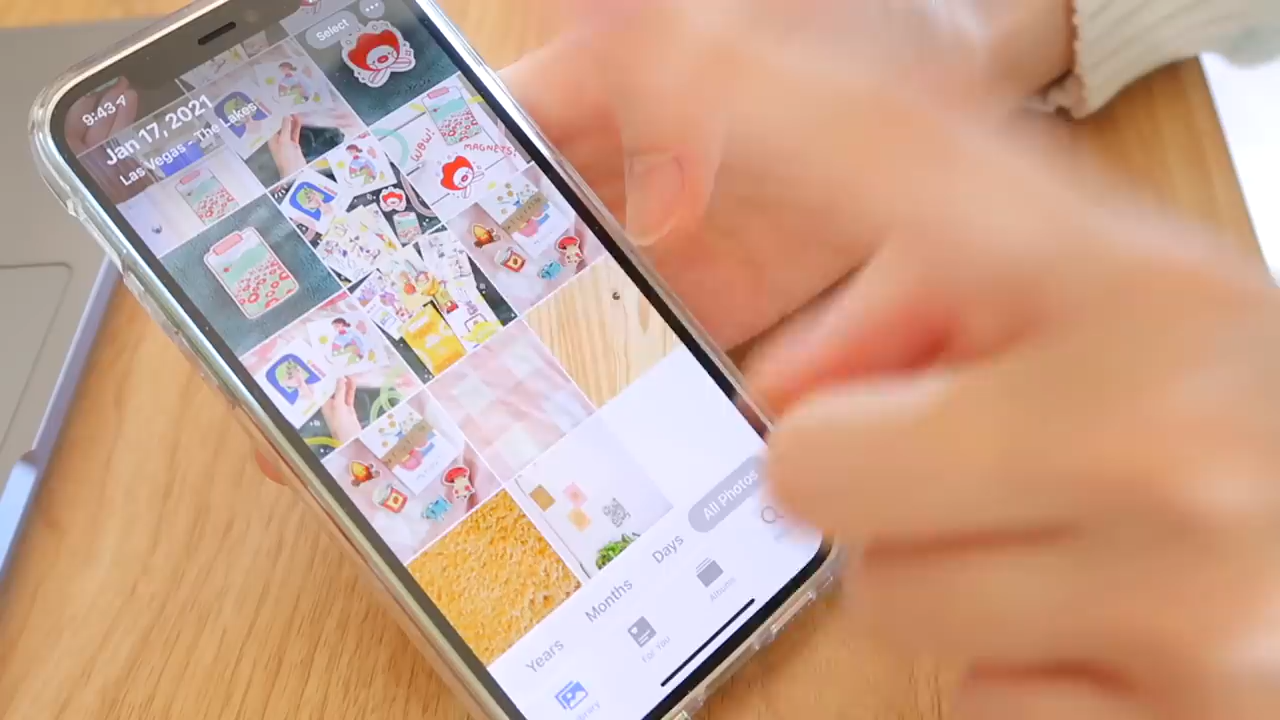 Select
9:43
Jan 17, 2021
Las Vegas - The Lakes
WOW!
MAGNETS!
All Photos
Days
Months
Years
Albums
For You
Library